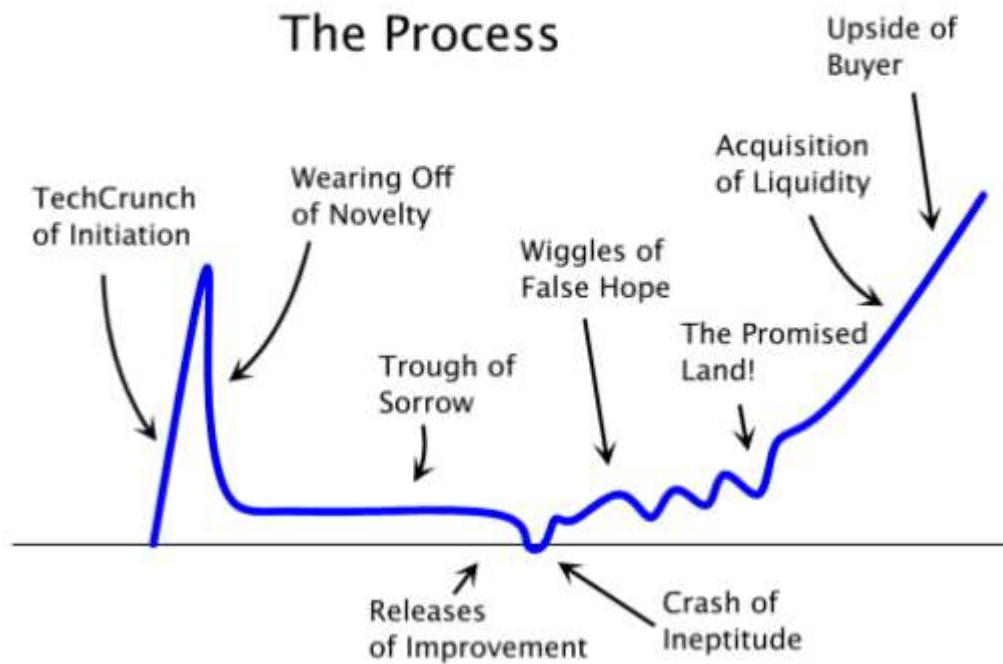 The Process
TechCrunch
of Initiation
Wearing Off
of Novelty
Trough of
Sorrow
Releases
of Improvement
Crash of
Ineptitude
Wiggles of
False Hope
The Promised
Land!
Acquisition
of Liquidity
Upside of
Buyer